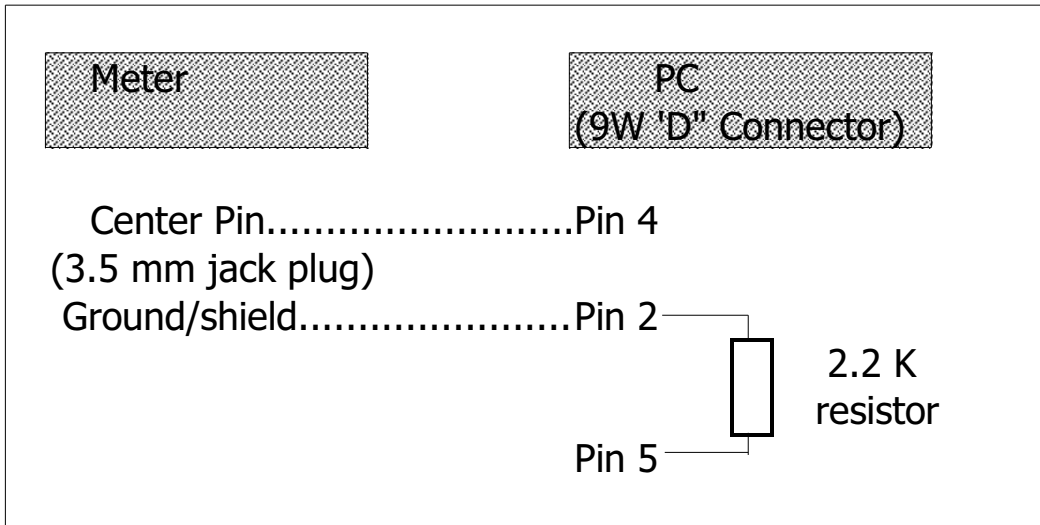 Meter
PC
(9W 'D" Connector)
Center Pin..........................Pin 4
(3.5 mm jack plug)
Ground/shield.......................Pin 2
2.2 K
resistor
Pin 5